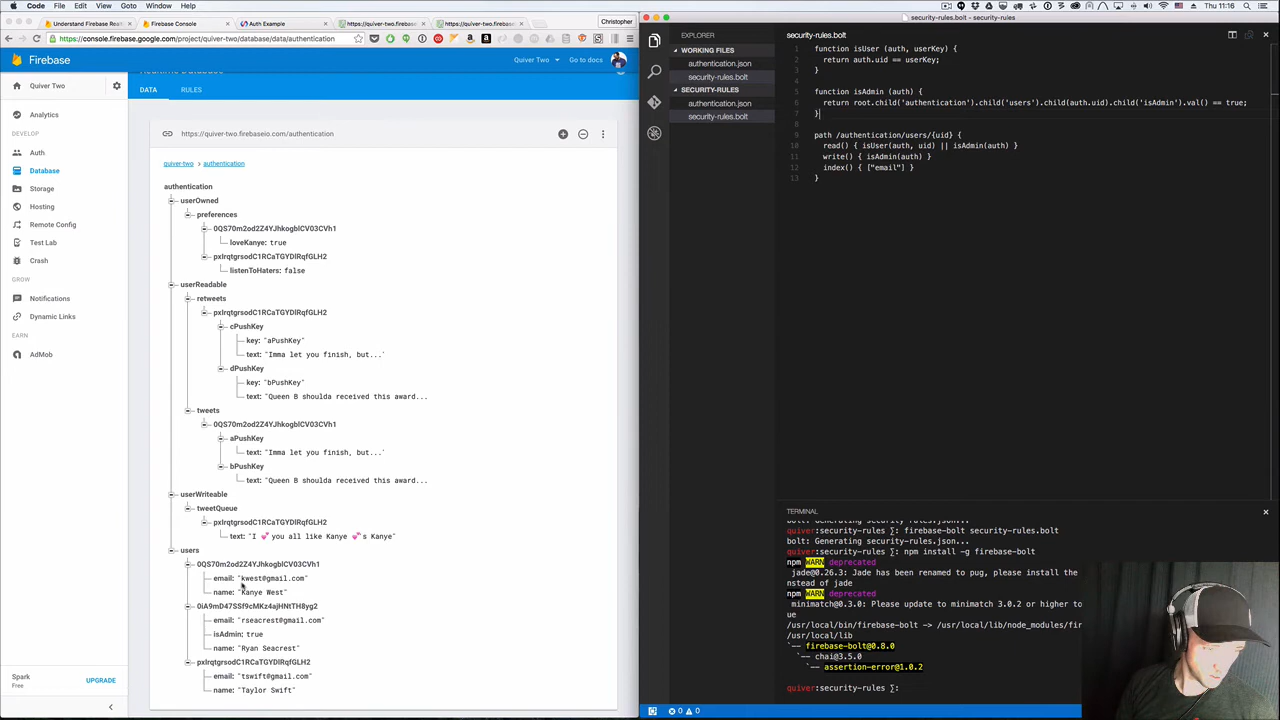 Code File Edit View Goto Window Help
Thu 11:16
Understand Fire Rea
Firebase Console
Auth Example
https://quiver-two.firebase
https://quiver-two.firebase
Christopher
https://console.firebase.google.com/project/quiver-two/database/data/authentication
Firebase
Quiver Two
Go to docs
Quiver Two
DATA
RULES
Analytics
DEVELOP
Auth
Database
Storage
Hosting
Remote Config
Test Lab
Crash
GROW
Notifications
Dynamic Links
EARN
AdMob
Spark
Free
UPGRADE
https://quiver-two.firebaseio.com/authentication
quiver-two > authentication
authentication
userOwned
preferences
0QS70m2od2Z4YJhkogblCV03CVh1
loveKanye: true
pxIrqtgrsodC1RCaTGYDlRqfGLH2
listenToHaters: false
userReadable
retweets
pxIrqtgrsodC1RCaTGYDlRqfGLH2
cPushKey
key: "aPushKey"
text: "Imma let you finish, but...'
dPushKey
key: "bPushKey"
text: "Queen B shoulda received this award...
tweets
0QS70m2od2Z4YJhkogblCV03CVh1
aPushKey
text: "Imma let you finish, but...'
bPushKey
text: "Queen B shoulda received this award...
userWriteable
tweetQueue
pxIrqtgrsodC1RCaTGYDlRqfGLH2
text: "I 💕 you all like Kanye 💕's Kanye"
users
0QS70m2od2Z4YJhkogblCV03CVh1
email: "kwest@gmail.com"
name: "Kanye West"
0iA9mD47SSf9cMKz4ajHNtTH8yg2
email: "rseacrest@gmail.com"
isAdmin: true
name: "Ryan Seacrest"
pxIrqtgrsodC1RCaTGYDlRqfGLH2
email: "tswift@gmail.com"
name: "Taylor Swift"
security-rules.bolt - security-rules
EXPLORER
WORKING FILES
authentication.json
security-rules.bolt
SECURITY-RULES
authentication.json
security-rules.bolt
security-rules.bolt
1 function isUser (auth, userKey) {
2 return auth.uid == userKey;
3 }
4
5 function isAdmin (auth) {
6 return root.child('authentication').child('users').child(auth.uid).child('isAdmin').val() == true;
7 }
8
9 path /authentication/users/{uid} {
10 read() { isUser(auth, uid) || isAdmin(auth) }
11 write() { isAdmin(auth) }
12 index() { ["email"] }
13 }
TERMINAL
bolt: Generating security-rules.json...
quiver:security-rules ∑: firebase-bolt security-rules.bolt
bolt: Generating security-rules.json...
quiver:security-rules ∑: npm install -g firebase-bolt
npm WARN deprecated
jade@0.26.3: Jade has been renamed to pug, please install the
nstead of jade
npm WARN deprecated
minimatch@0.3.0: Please update to minimatch 3.0.2 or higher to
ue
/usr/local/bin/firebase-bolt -> /usr/local/lib/node_modules/fir
/usr/local/lib
firebase-bolt@0.8.0
chai@3.5.0
assertion-error@1.0.2
quiver:security-rules ∑:
0 0